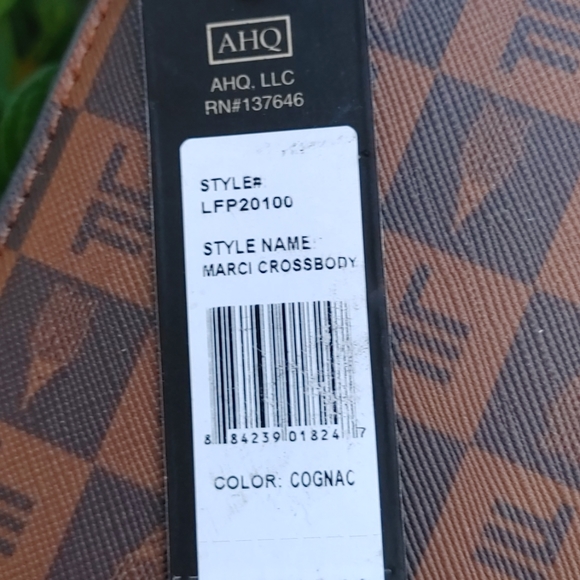 AHQ
AHQ, LLC
RN#137646
STYLE#:
LFP20100
STYLE NAME:
MARCI CROSSBODY
8 84239 01824 7
COLOR: COGNAC